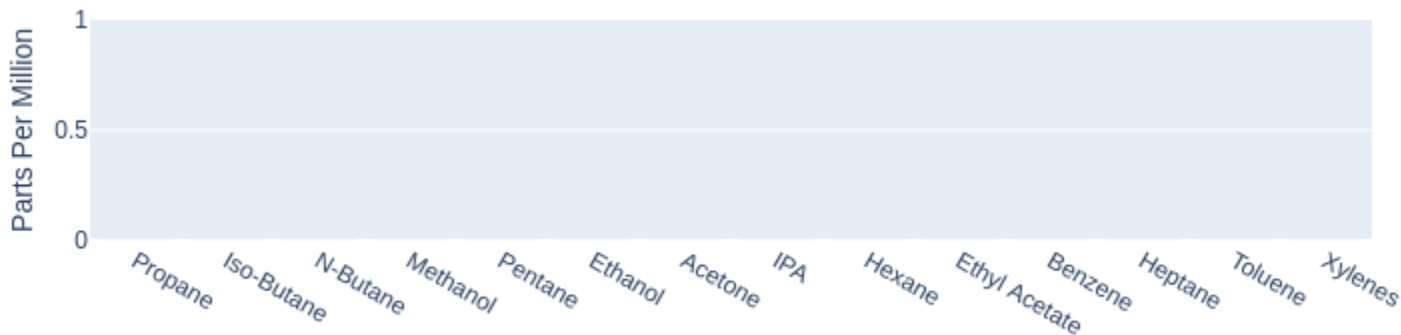 Parts Per Million
1
0.5
0
Propane
Iso-Butane
N-Butane
Methanol
Pentane
Ethanol
Acetone
IPA
Hexane
Ethyl Acetate
Benzene
Heptane
Toluene
Xylenes